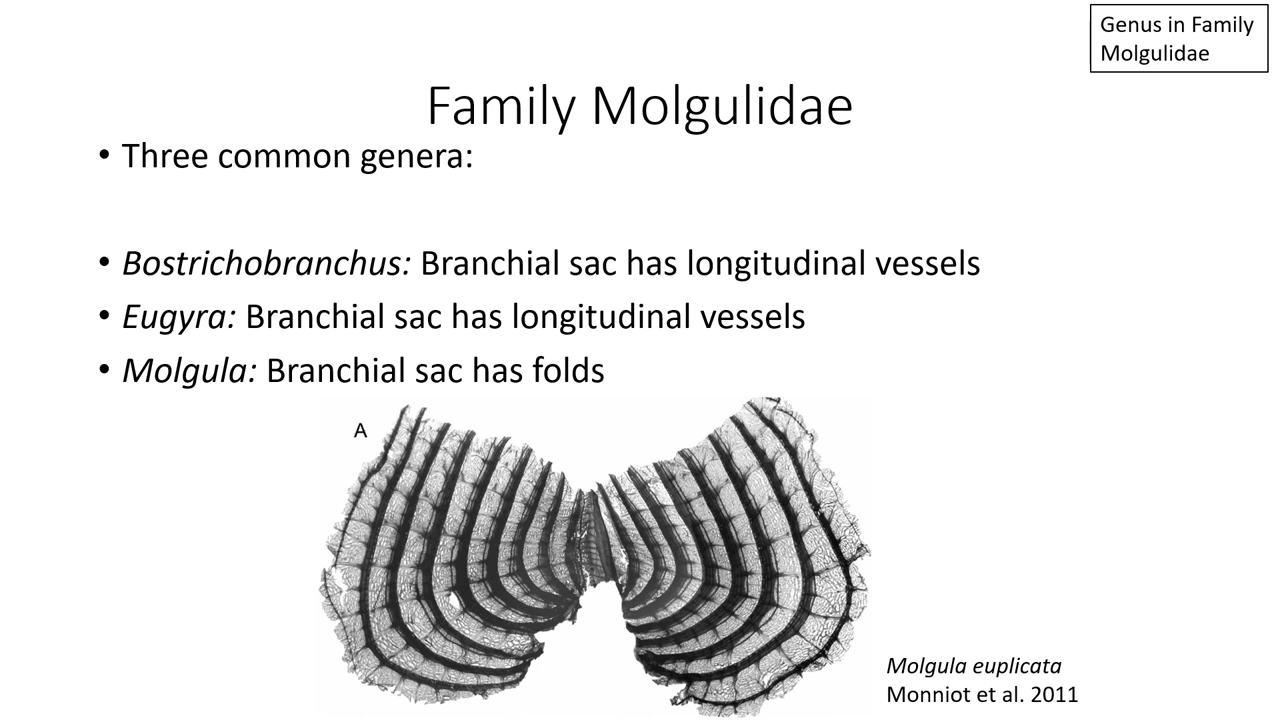 Genus in Family
Molgulidae
Family Molgulidae
• Three common genera:
• Bostrichobranchus: Branchial sac has longitudinal vessels
• Eugyra: Branchial sac has longitudinal vessels
• Molgula: Branchial sac has folds
A
Molgula euplicata
Monniot et al. 2011